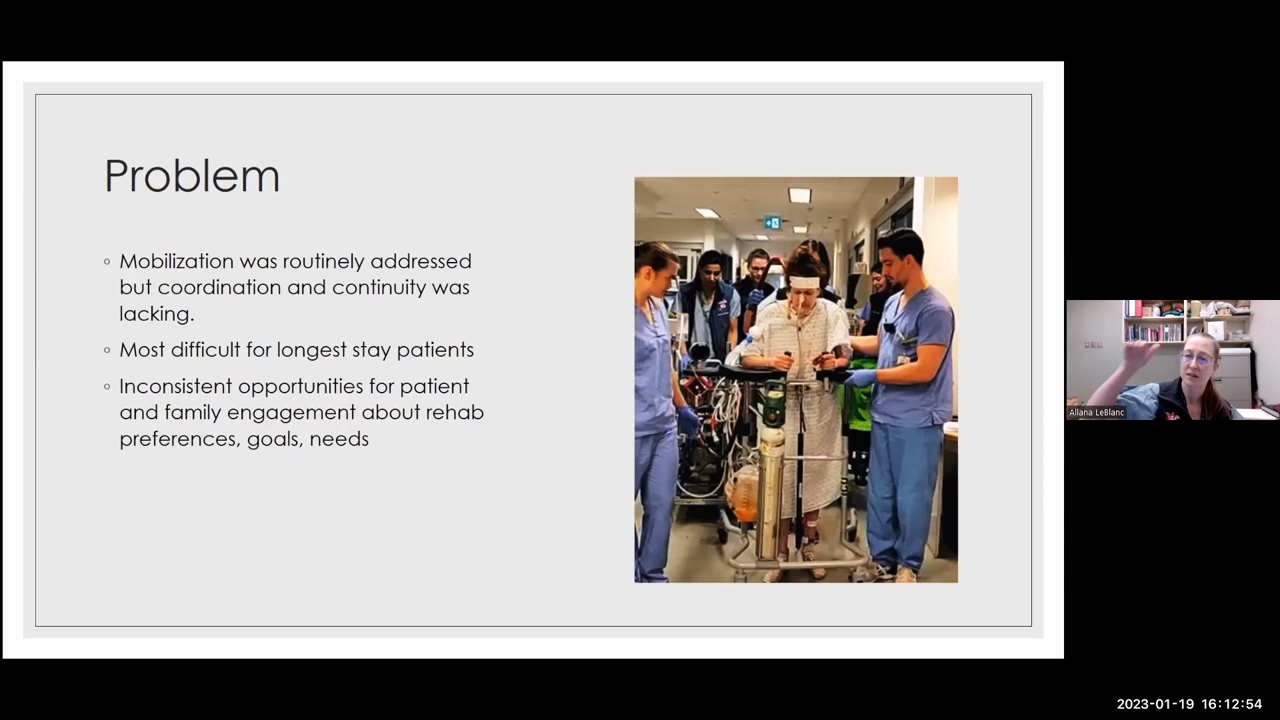 Problem
◦ Mobilization was routinely addressed
but coordination and continuity was
lacking.
◦ Most difficult for longest stay patients
◦ Inconsistent opportunities for patient
and family engagement about rehab
preferences, goals, needs
Allana LeBlanc
2023-01-19 16:12:54